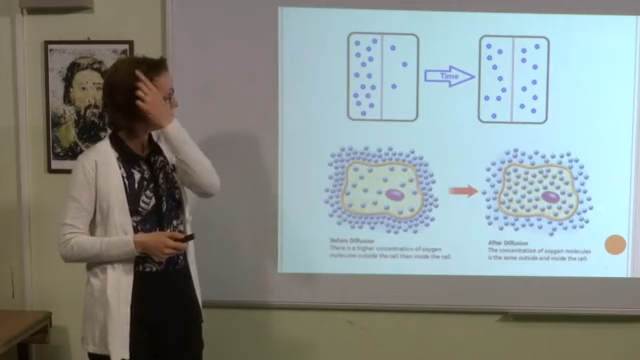 Time
Before Diffusion
There is a higher concentration of oxygen
molecules outside the cell than inside the cell.
After Diffusion
The concentration of oxygen molecules
is the same outside and inside the cell.